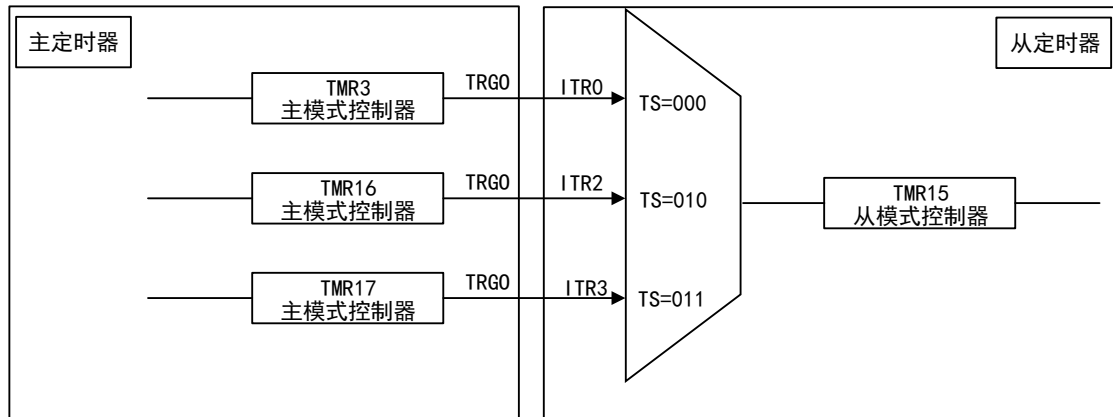 主定时器
从定时器
TMR3
主模式控制器
TRGO
ITR0
TS=000
TMR16
主模式控制器
TRGO
ITR2
TS=010
TMR15
从模式控制器
TMR17
主模式控制器
TRGO
ITR3
TS=011